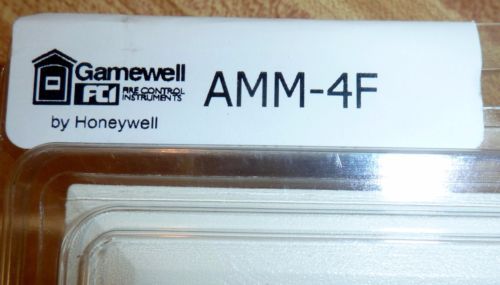 Gamewell
FCI FIRE CONTROL
INSTRUMENTS
by Honeywell
AMM-4F